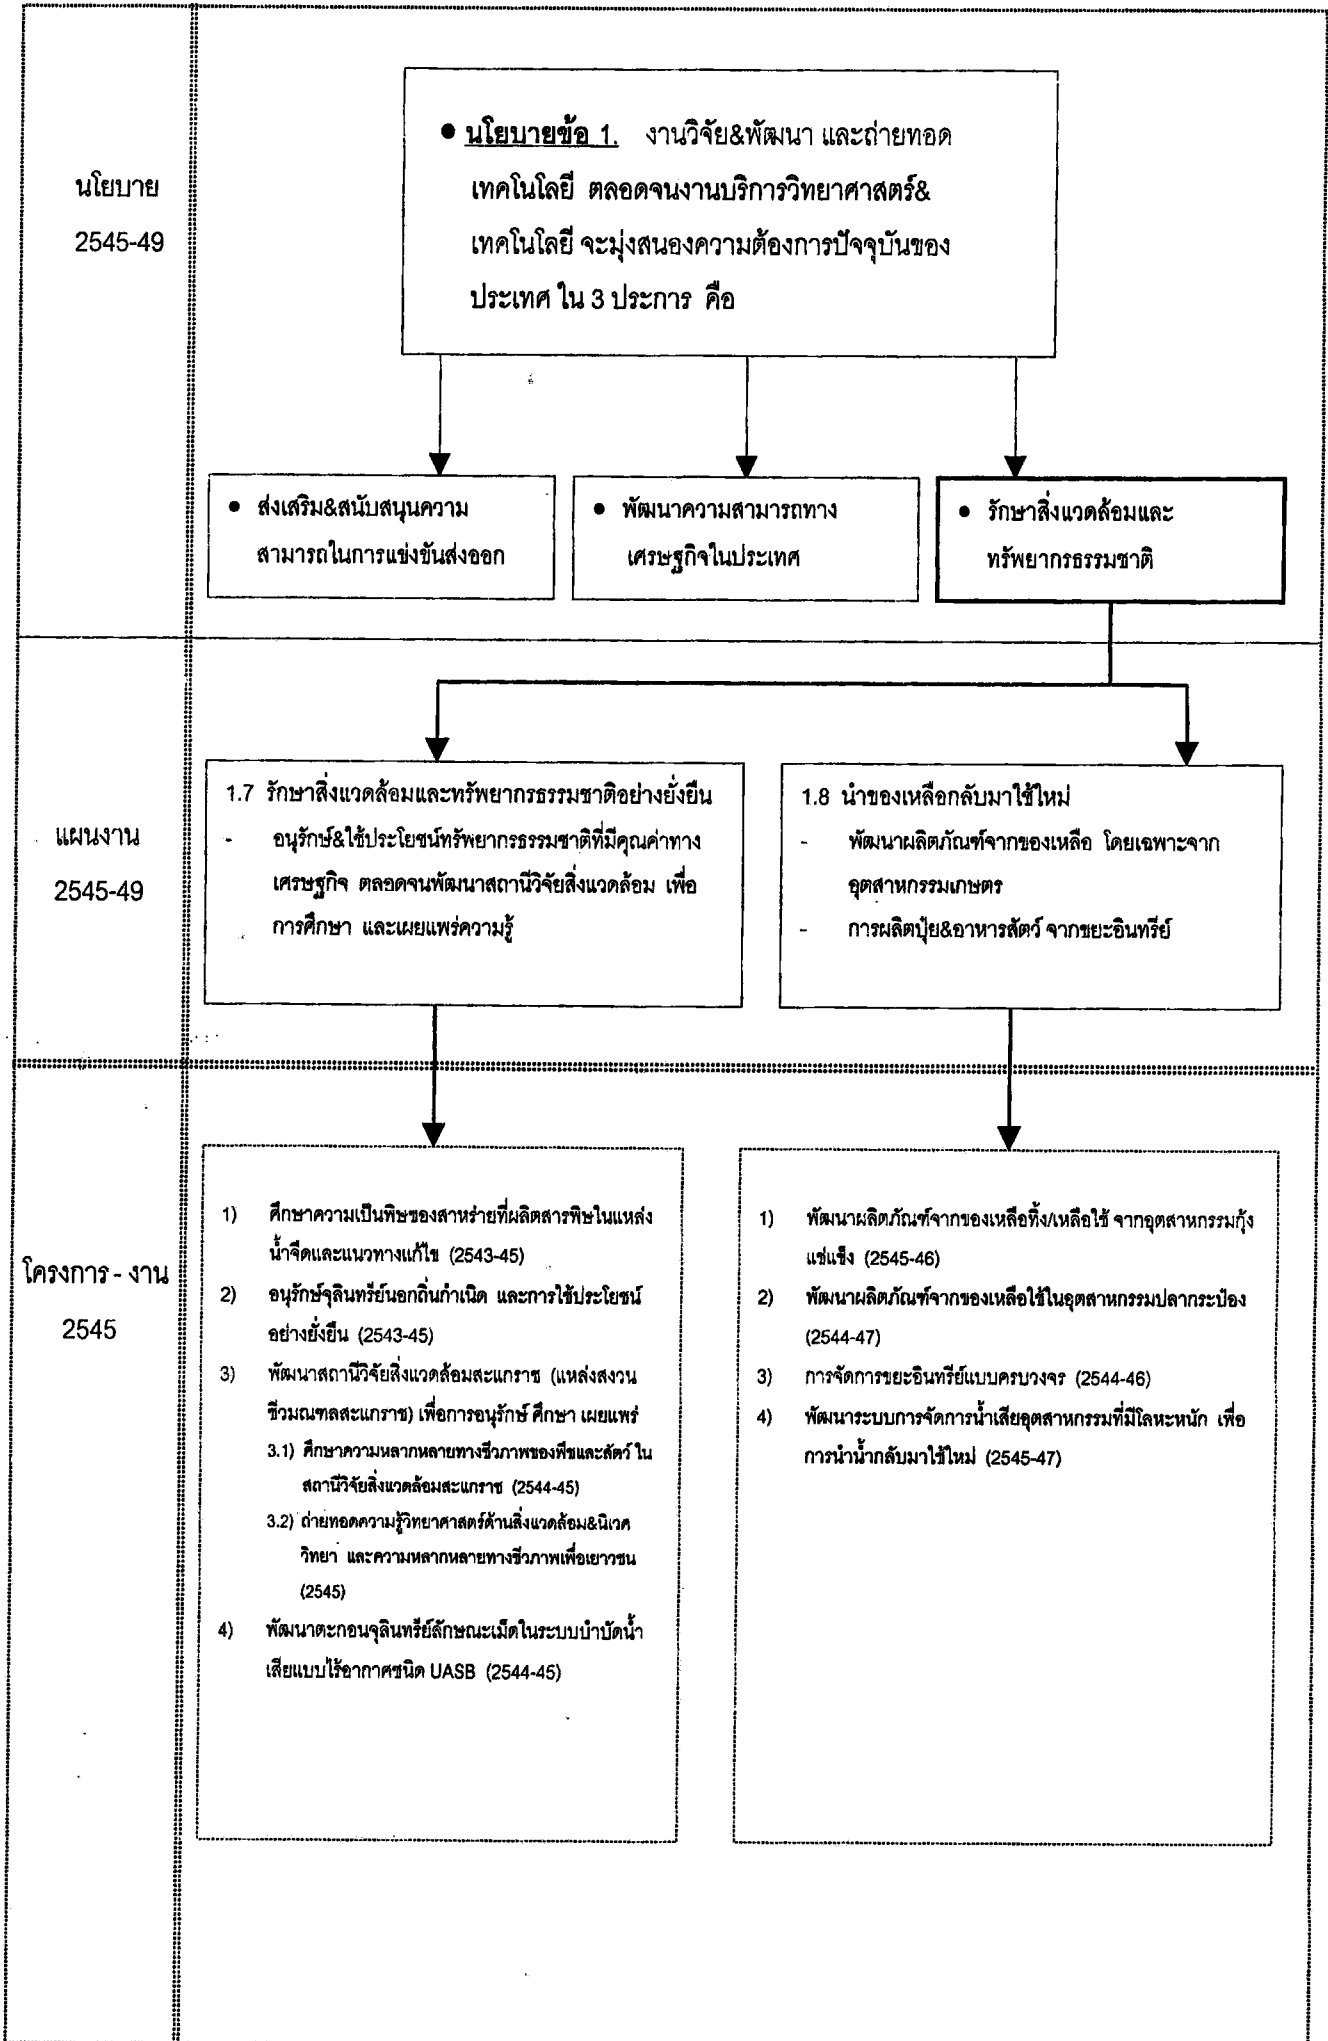 นโยบาย
2545-49
● นโยบายข้อ 1. งานวิจัย&พัฒนา และถ่ายทอด
เทคโนโลยี ตลอดจนงานบริการวิทยาศาสตร์&
เทคโนโลยี จะมุ่งสนองความต้องการปัจจุบันของ
ประเทศ ใน 3 ประการ คือ
● ส่งเสริม&สนับสนุนความ
สามารถในการแข่งขันส่งออก
● พัฒนาความสามารถทาง
เศรษฐกิจในประเทศ
● รักษาสิ่งแวดล้อมและ
ทรัพยากรธรรมชาติ
แผนงาน
2545-49
1.7 รักษาสิ่งแวดล้อมและทรัพยากรธรรมชาติอย่างยั่งยืน
- อนุรักษ์&ใช้ประโยชน์ทรัพยากรธรรมชาติที่มีคุณค่าทาง
เศรษฐกิจ ตลอดจนพัฒนาสถานีวิจัยสิ่งแวดล้อม เพื่อ
การศึกษา และเผยแพร่ความรู้
1.8 นำของเหลือกลับมาใช้ใหม่
- พัฒนาผลิตภัณฑ์จากของเหลือ โดยเฉพาะจาก
อุตสาหกรรมเกษตร
- การผลิตปุ๋ย&อาหารสัตว์ จากขยะอินทรีย์
โครงการ - งาน
2545
1) ศึกษาความเป็นพิษของสาหร่ายที่ผลิตสารพิษในแหล่ง
น้ำจืดและแนวทางแก้ไข (2543-45)
2) อนุรักษ์จุลินทรีย์นอกถิ่นกำเนิด และการใช้ประโยชน์
อย่างยั่งยืน (2543-45)
3) พัฒนาสถานีวิจัยสิ่งแวดล้อมสะแกราช (แหล่งสงวน
ชีวมณฑลสะแกราช) เพื่อการอนุรักษ์ ศึกษา เผยแพร่
3.1) ศึกษาความหลากหลายทางชีวภาพของพืชและสัตว์ ใน
สถานีวิจัยสิ่งแวดล้อมสะแกราช (2544-45)
3.2) ถ่ายทอดความรู้วิทยาศาสตร์ด้านสิ่งแวดล้อม&นิเวศ
วิทยา และความหลากหลายทางชีวภาพเพื่อเยาวชน
(2545)
4) พัฒนาตะกอนจุลินทรีย์ลักษณะเม็ดในระบบบำบัดน้ำ
เสียแบบไร้อากาศชนิด UASB (2544-45)
1) พัฒนาผลิตภัณฑ์จากของเหลือทิ้ง/เหลือใช้ จากอุตสาหกรรมกุ้ง
แช่แข็ง (2545-46)
2) พัฒนาผลิตภัณฑ์จากของเหลือใช้ในอุตสาหกรรมปลากระป๋อง
(2544-47)
3) การจัดการขยะอินทรีย์แบบครบวงจร (2544-46)
4) พัฒนาระบบการจัดการน้ำเสียอุตสาหกรรมที่มีโลหะหนัก เพื่อ
การนำน้ำกลับมาใช้ใหม่ (2545-47)